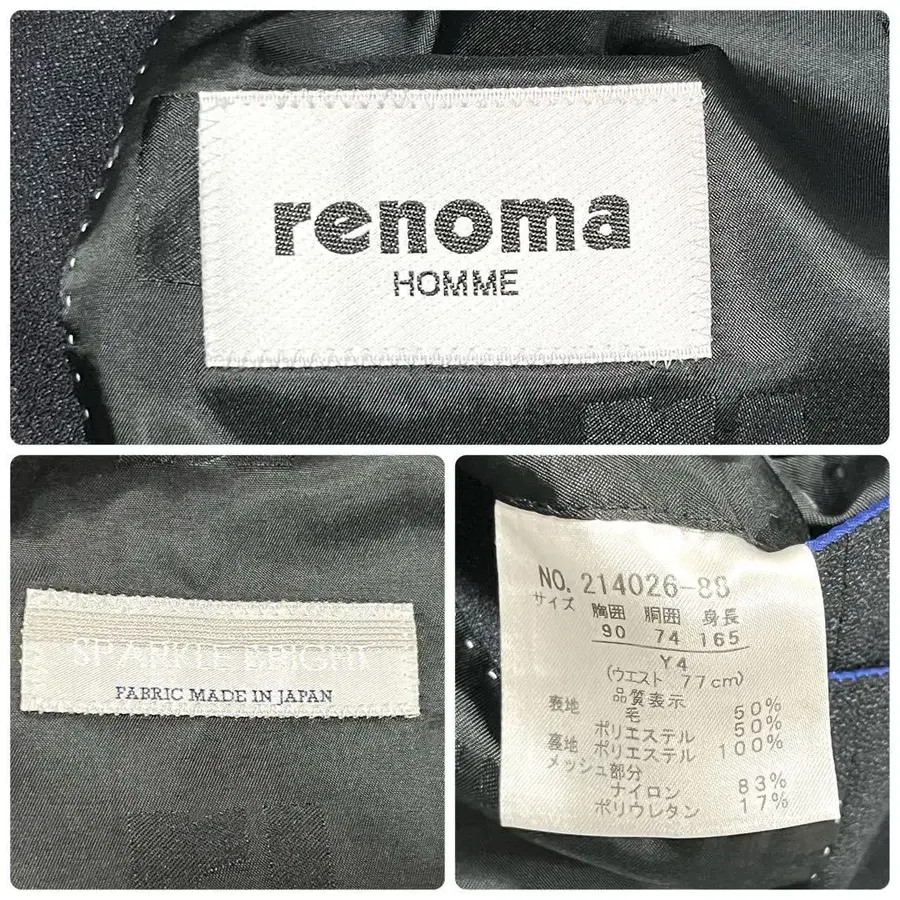 renoma
HOMME
SPARKLE BRIGHT
FABRIC MADE IN JAPAN
NO. 214026-88
サイズ 胸囲 胴囲 身長
90 74 165
Y4
(ウエスト 77cm)
品質表示
表地 毛 50%
ポリエステル 50%
裏地 ポリエステル 100%
メッシュ部分
ナイロン 83%
ポリウレタン 17%